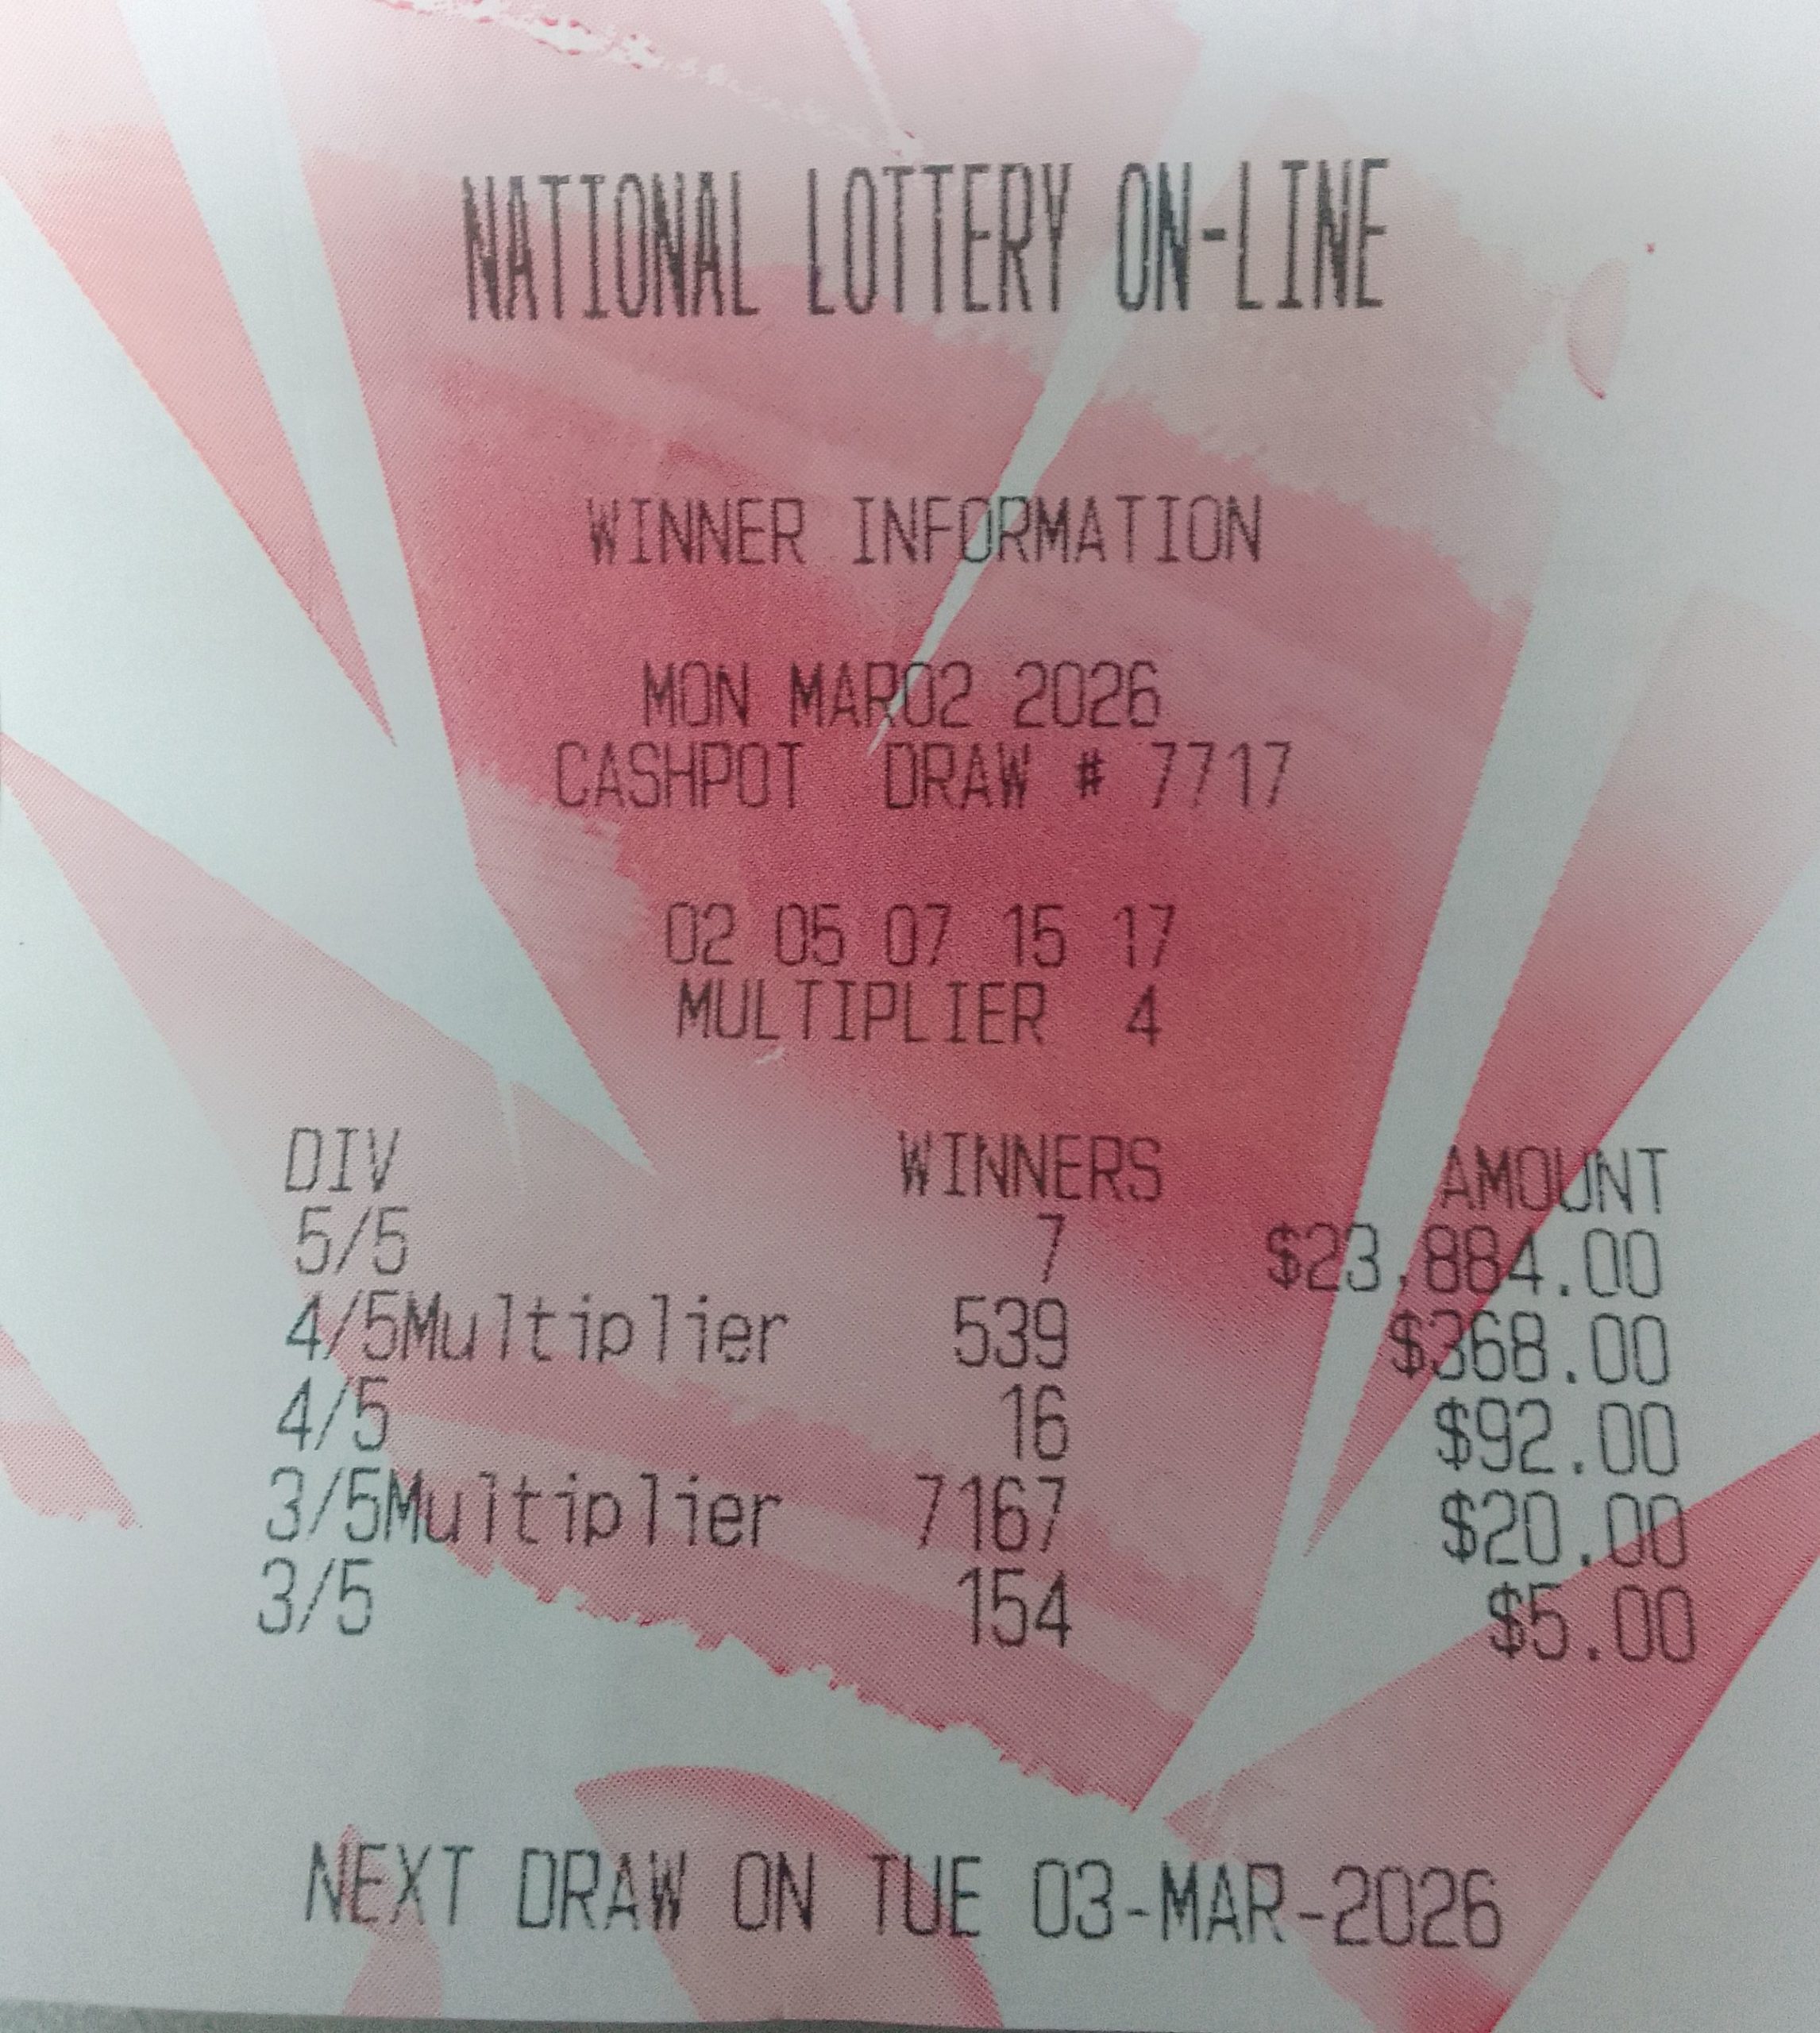 NATIONAL LOTTERY ON-LINE
WINNER INFORMATION
MON MAR02 2026
CASHPOT DRAW # 7717
02 05 07 15 17
MULTIPLIER 4
DIV WINNERS AMOUNT
5/5 7 $23,884.00
4/5Multiplier 539 $368.00
4/5 16 $92.00
3/5Multiplier 7167 $20.00
3/5 154 $5.00
NEXT DRAW ON TUE 03-MAR-2026